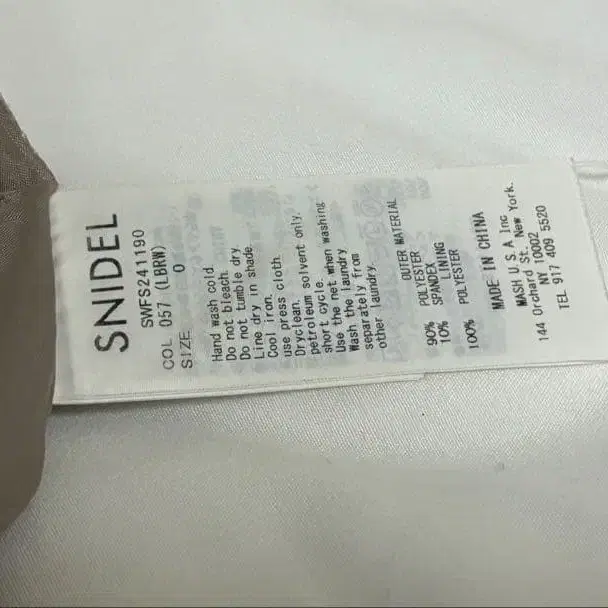 SNIDEL
SWFS241190
COL 057 (LBRW)
SIZE 0
Hand wash cold.
Do not bleach.
Do not tumble dry.
Line dry in shade.
Cool iron.
use press cloth.
Dryclean.
petroleum solvent only,
short cycle.
Use the net when washing
Wash the laundry
separately from
other laundry.
OUTER MATERIAL
90% POLYESTER
10% SPANDEX
LINING
100% POLYESTER
MADE IN CHINA
MASH U.S.A Inc
144 Orchard St. New York.
NY 10002
TEL 917 409 5520